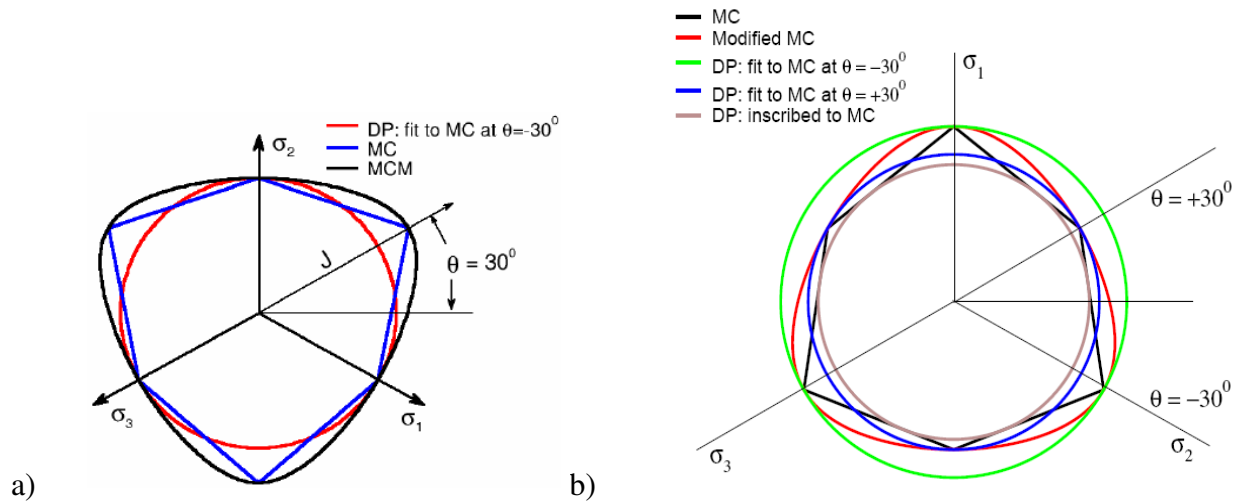 DP: fit to MC at θ=-30⁰
MC
MCM
σ₂
J
θ = 30⁰
σ₃
σ₁
a)
MC
Modified MC
DP: fit to MC at θ = −30⁰
DP: fit to MC at θ = +30⁰
DP: inscribed to MC
σ₁
θ = +30⁰
θ = −30⁰
σ₃
σ₂
b)